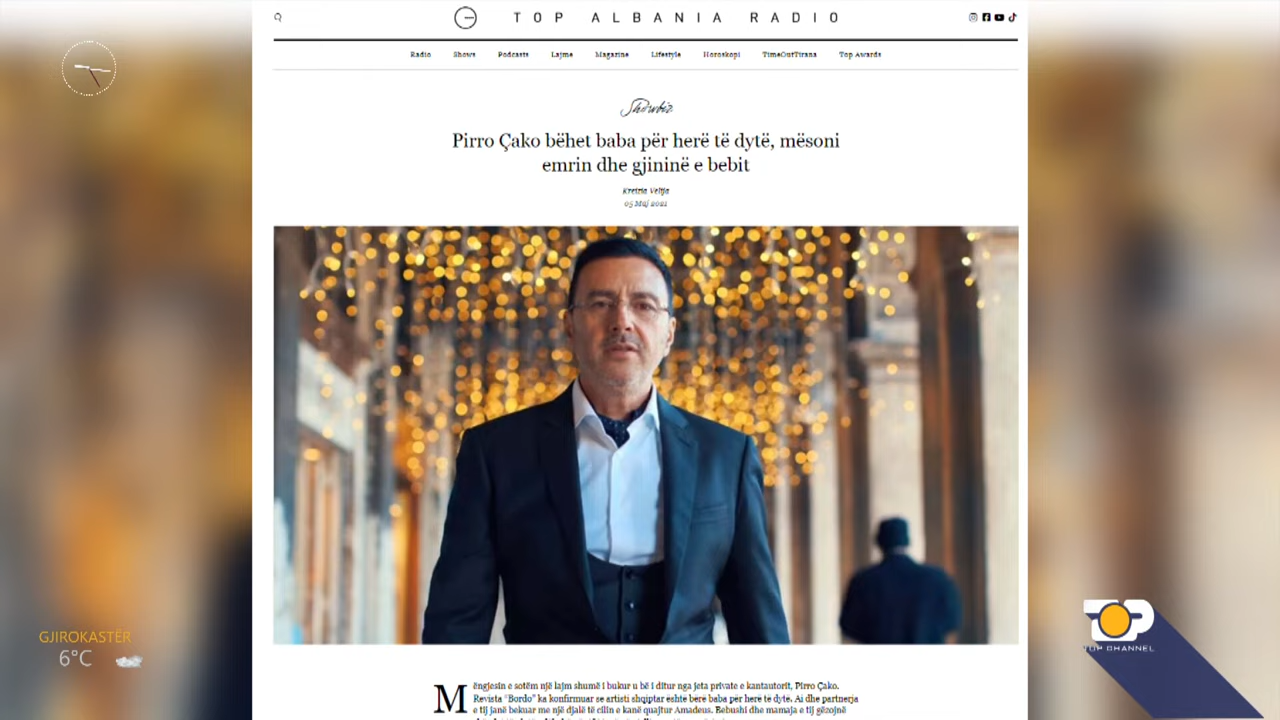 TOP ALBANIA RADIO
Radio Shows Podcasts Lajme Magazine Lifestyle Horoskopi TimeOutTirana Top Awards
Showbiz
Pirro Çako bëhet baba për herë të dytë, mësoni
emrin dhe gjininë e bebit
05 Maj 2021
Mëngjesin e sotëm një lajm shumë i bukur u bë i ditur nga jeta private e kantautorit, Pirro Çako.
Revista "Bordo" ka konfirmuar se artisti shqiptar është bërë baba për herë të dytë. Ai dhe partnerja
e tij janë bekuar me një djalë të cilin e kanë quajtur Amadeus. Bebushi dhe mamaja e tij gëzojnë
GJIROKASTËR
6°C
TOP
TOP CHANNEL